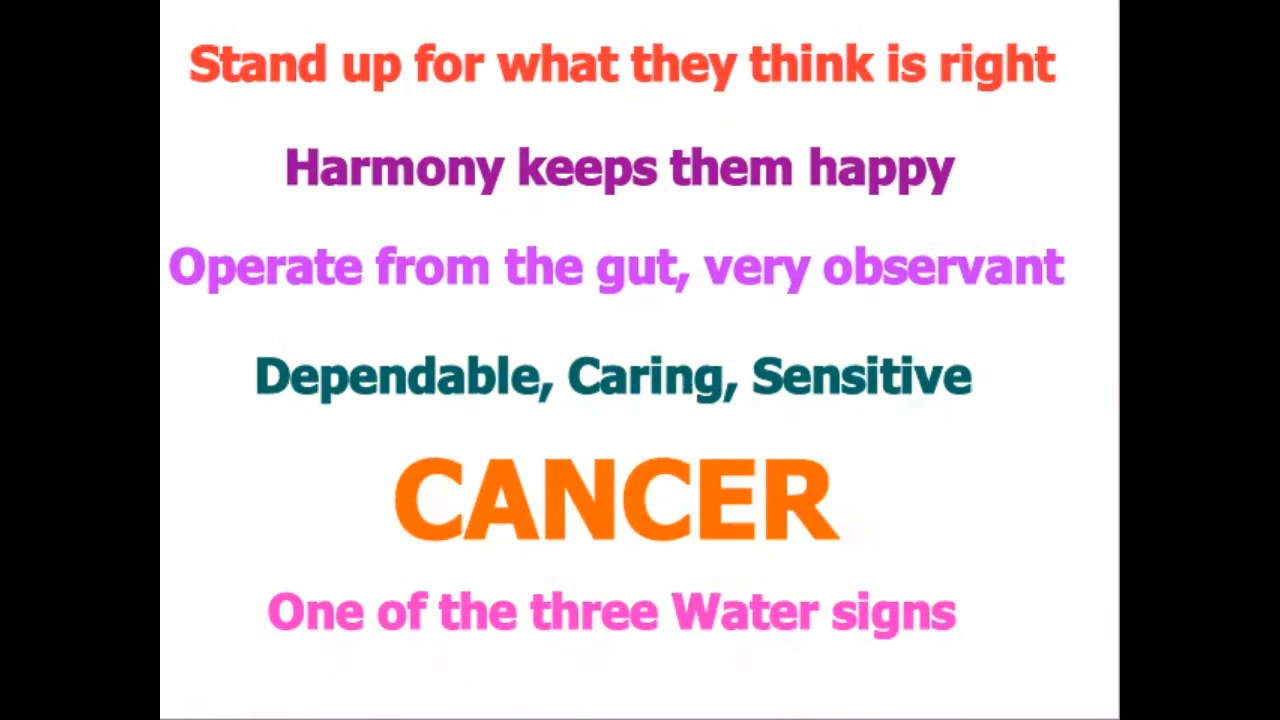 Stand up for what they think is right
Harmony keeps them happy
Operate from the gut, very observant
Dependable, Caring, Sensitive
CANCER
One of the three Water signs